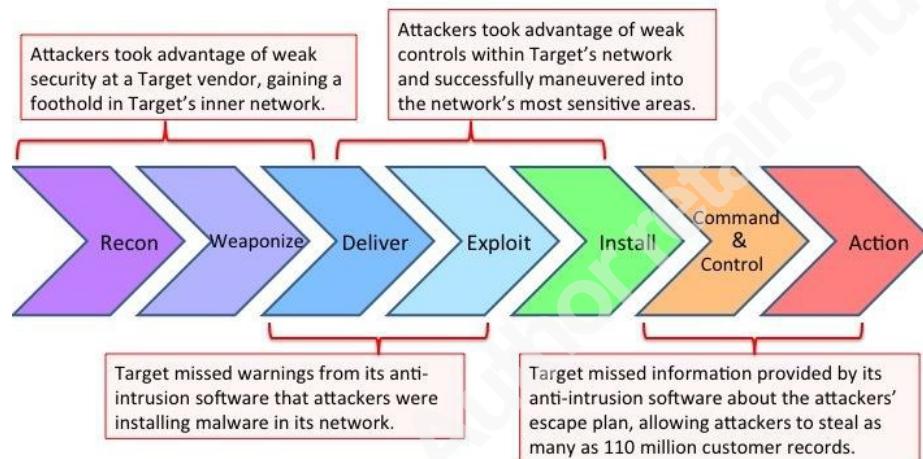 Attackers took advantage of weak
security at a Target vendor, gaining a
foothold in Target's inner network.
Attackers took advantage of weak
controls within Target's network
and successfully maneuvered into
the network's most sensitive areas.
Recon
Weaponize
Deliver
Exploit
Install
Command
&
Control
Action
Target missed warnings from its anti-
intrusion software that attackers were
installing malware in its network.
Target missed information provided by its
anti-intrusion software about the attackers'
escape plan, allowing attackers to steal as
many as 110 million customer records.
Author retains fu